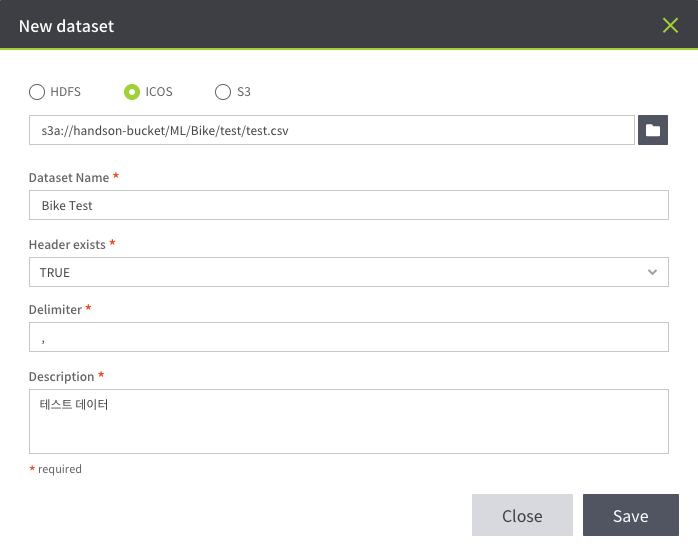 New dataset
HDFS ICOS S3
s3a://handson-bucket/ML/Bike/test/test.csv
Dataset Name *
Bike Test
Header exists *
TRUE
Delimiter *
,
Description *
테스트 데이터
* required
Close Save